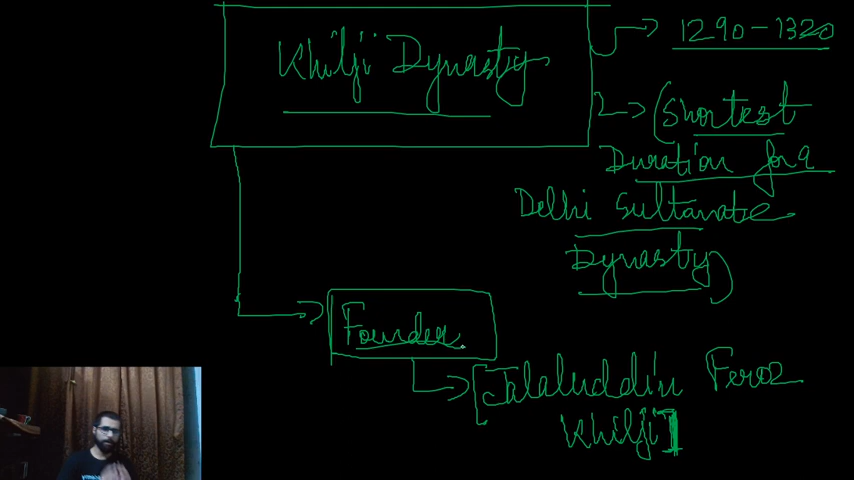 Khilji Dynasty
1290-1320
(Shortest
Duration for a
Delhi Sultanate
Dynasty)
Founder
[Jalaluddin Feroz
Khilji]